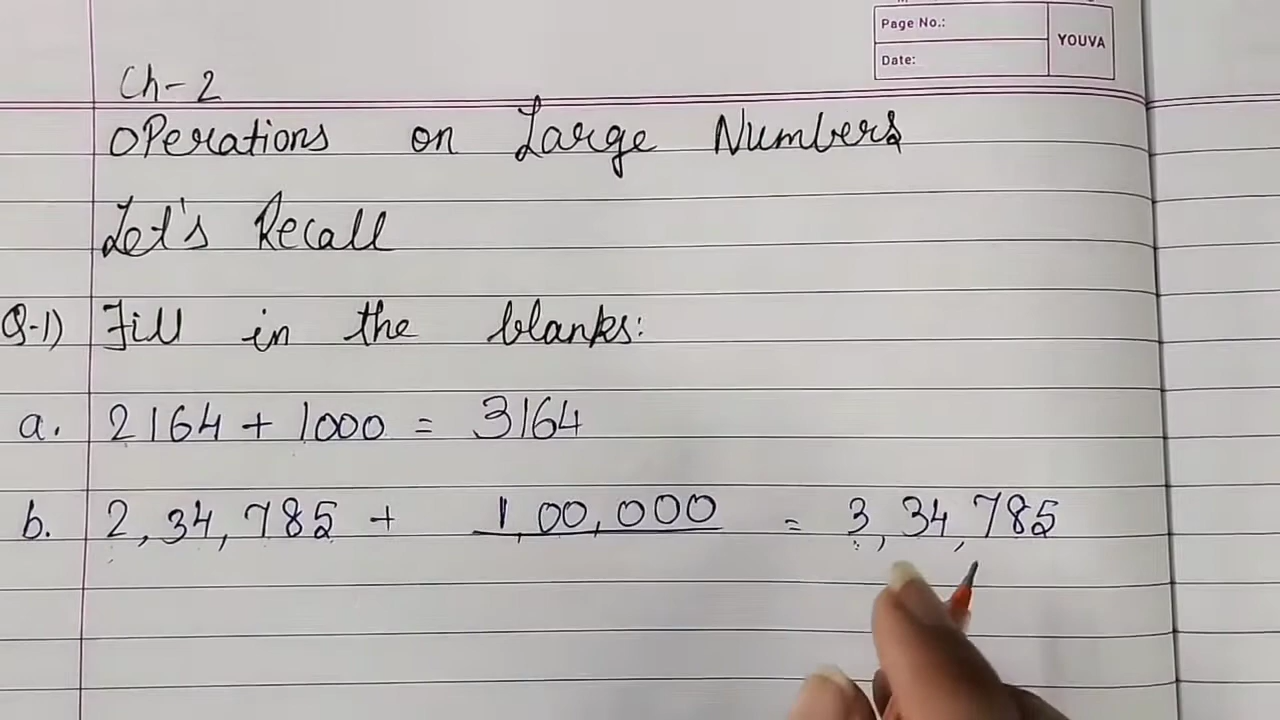 Page No.:
YOUVA
Date:
Ch-2
Operations on Large Numbers
Let's Recall
Q-1) Fill in the blanks:
a. 2164 + 1000 = 3164
b. 2,34,785 + 1,00,000 = 3,34,785